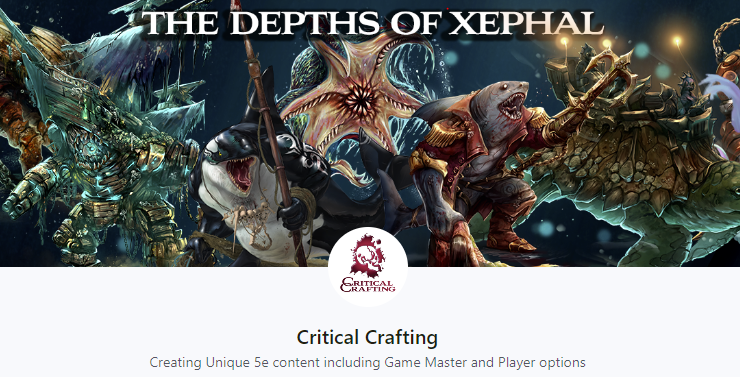 THE DEPTHS OF XEPHAL
CRITICAL
CRAFTING
Critical Crafting
Creating Unique 5e content including Game Master and Player options